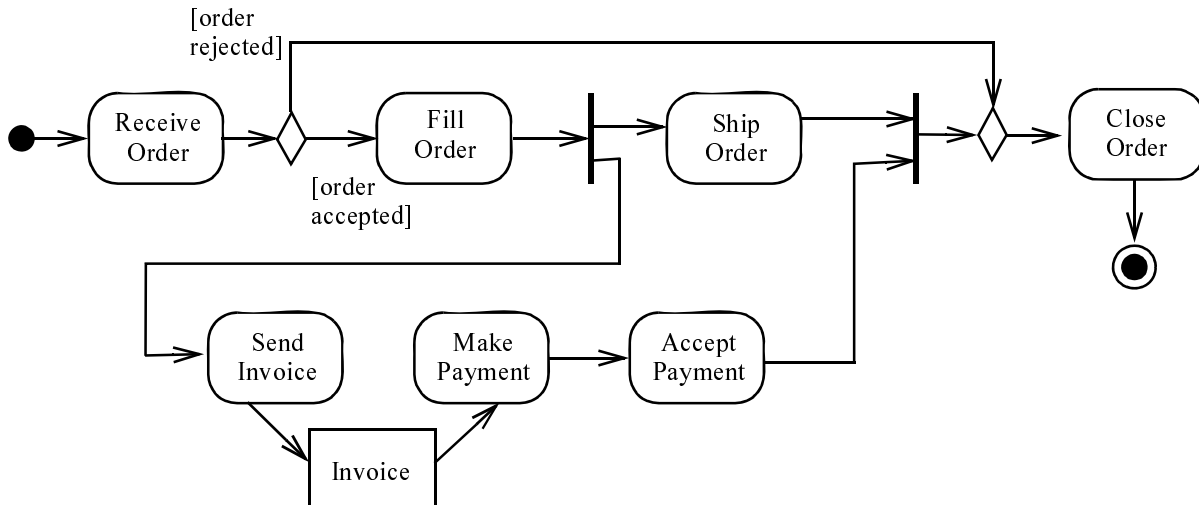 [order
rejected]
Receive
Order
Fill
Order
Ship
Order
Close
Order
[order
accepted]
Send
Invoice
Make
Payment
Accept
Payment
Invoice